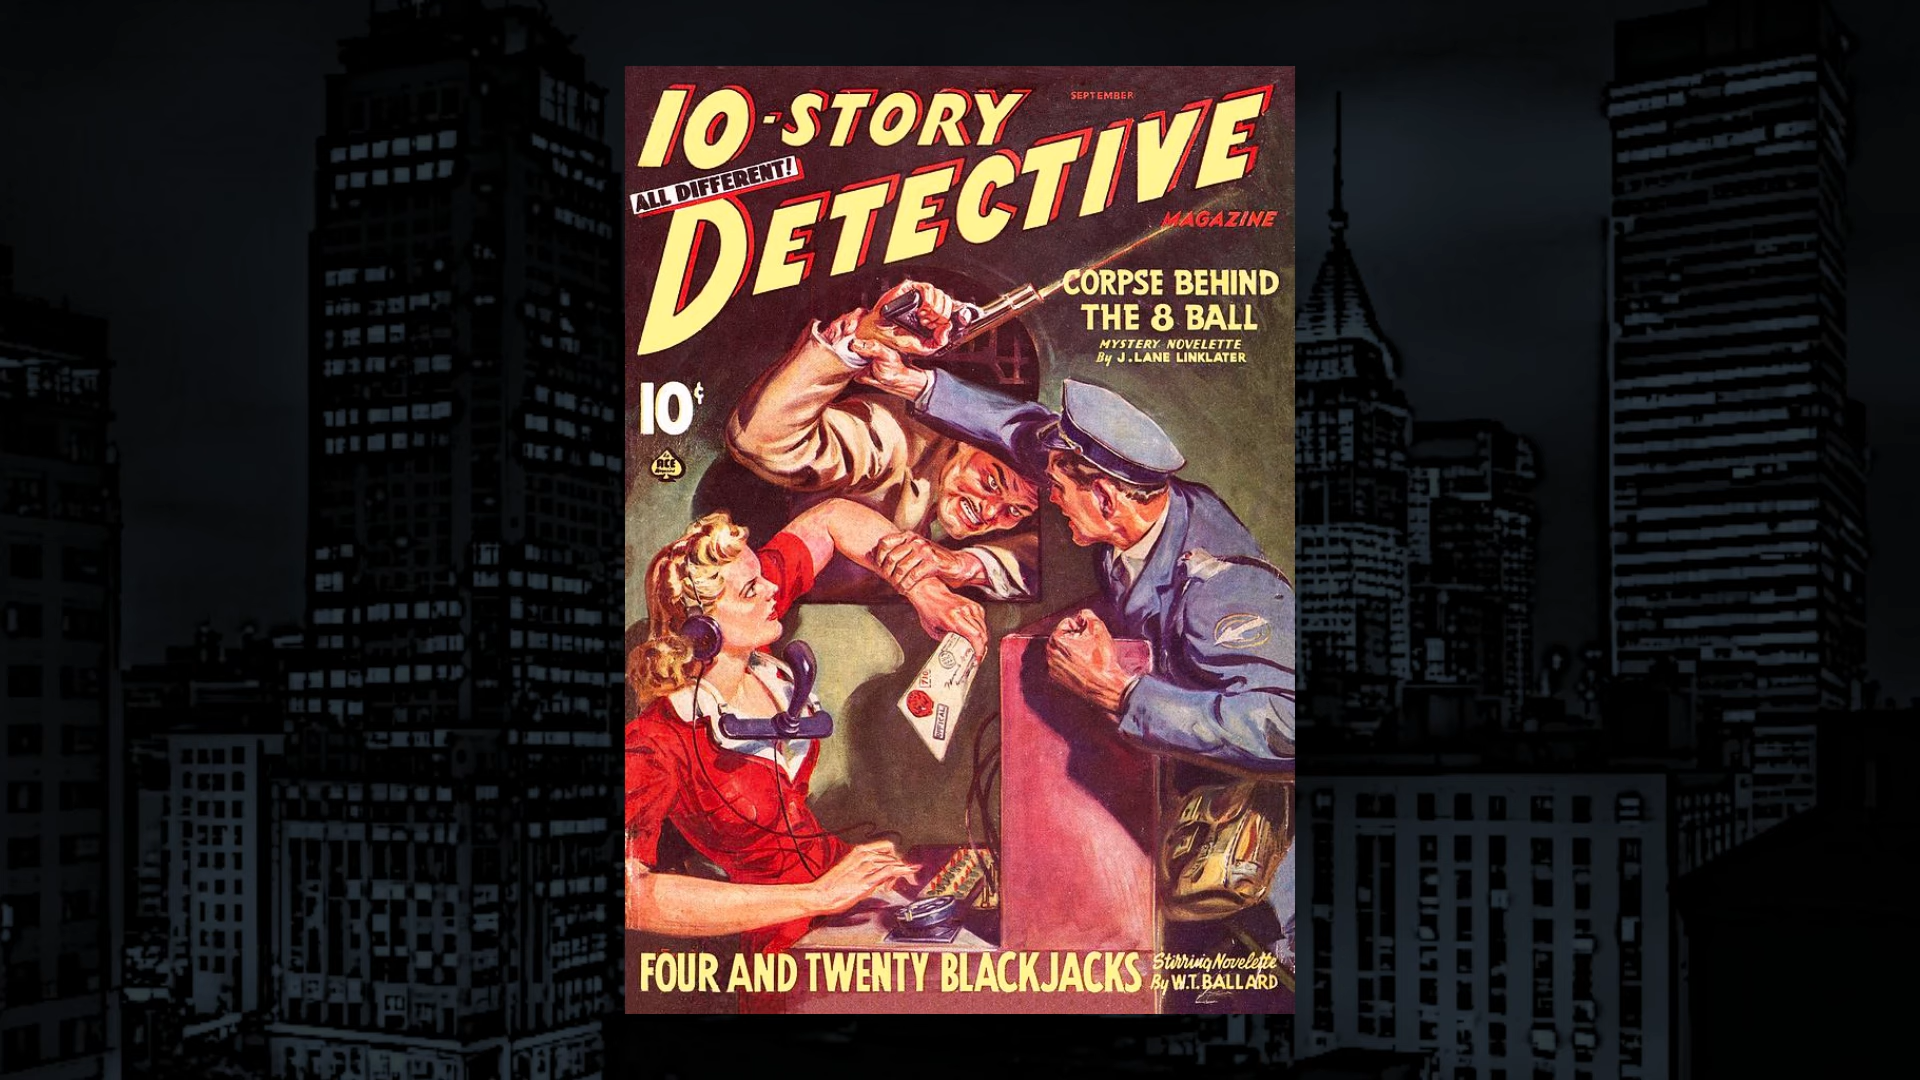 10-STORY
SEPTEMBER
ALL DIFFERENT!
DETECTIVE
MAGAZINE
CORPSE BEHIND
THE 8 BALL
MYSTERY NOVELETTE
By J. LANE LINKLATER
10¢
ACE
FOUR AND TWENTY BLACKJACKS
Stirring Novelette
By W.T. BALLARD